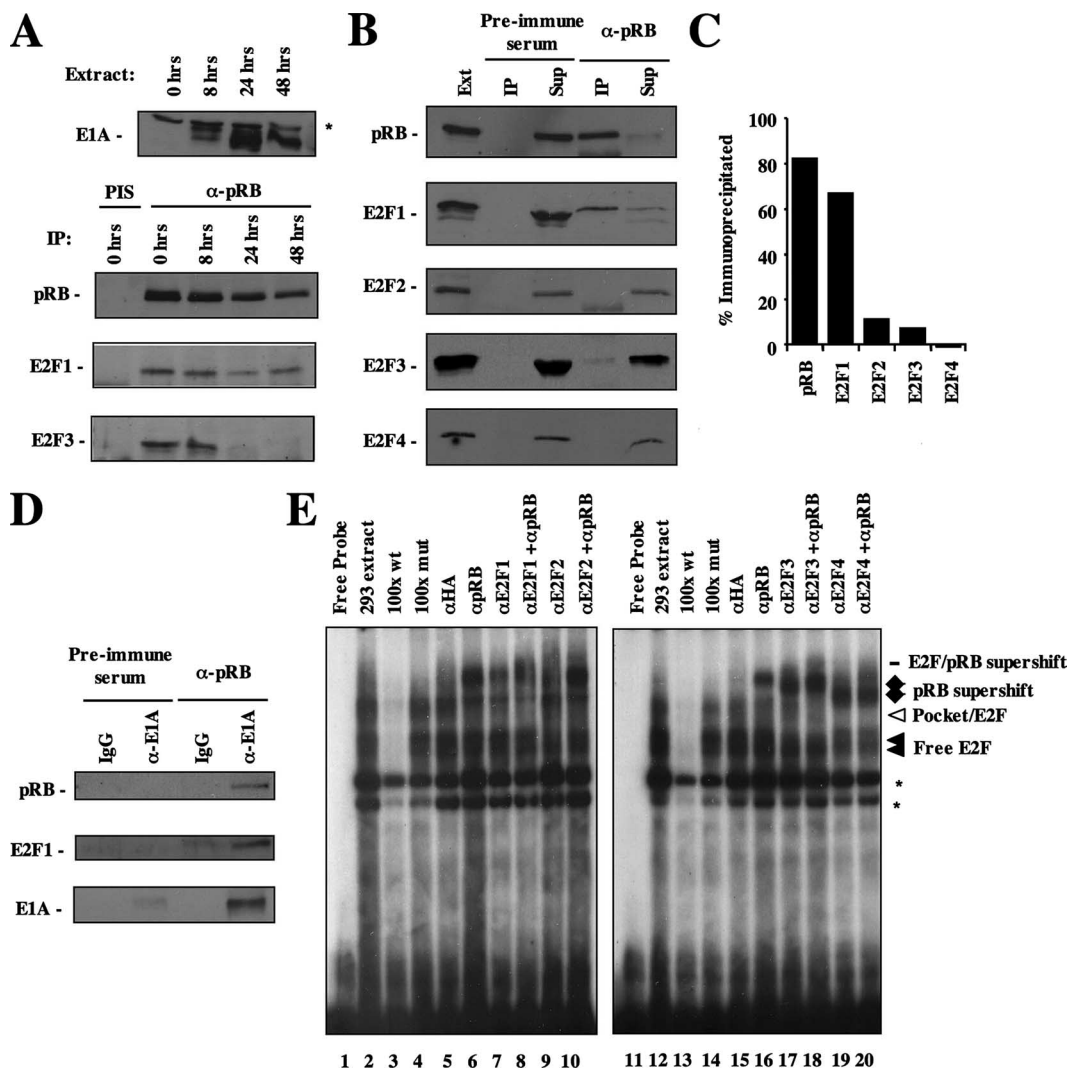 A
Extract:
0 hrs
8 hrs
24 hrs
48 hrs
E1A -
*
PIS
α-pRB
IP:
0 hrs
0 hrs
8 hrs
24 hrs
48 hrs
pRB -
E2F1 -
E2F3 -
B
Pre-immune
serum
α-pRB
Ext
IP
Sup
IP
Sup
pRB -
E2F1 -
E2F2 -
E2F3 -
E2F4 -
C
% Immunoprecipitated
100
80
60
40
20
0
pRB
E2F1
E2F2
E2F3
E2F4
D
Pre-immune
serum
α-pRB
IgG
α-E1A
IgG
α-E1A
pRB -
E2F1 -
E1A -
E
Free Probe
293 extract
100x wt
100x mut
αHA
αpRB
αE2F1
αE2F1 +αpRB
αE2F2
αE2F2 +αpRB
Free Probe
293 extract
100x wt
100x mut
αHA
αpRB
αE2F3
αE2F3 +αpRB
αE2F4
αE2F4 +αpRB
E2F/pRB supershift
pRB supershift
Pocket/E2F
Free E2F
*
*
1 2 3 4 5 6 7 8 9 10
11 12 13 14 15 16 17 18 19 20